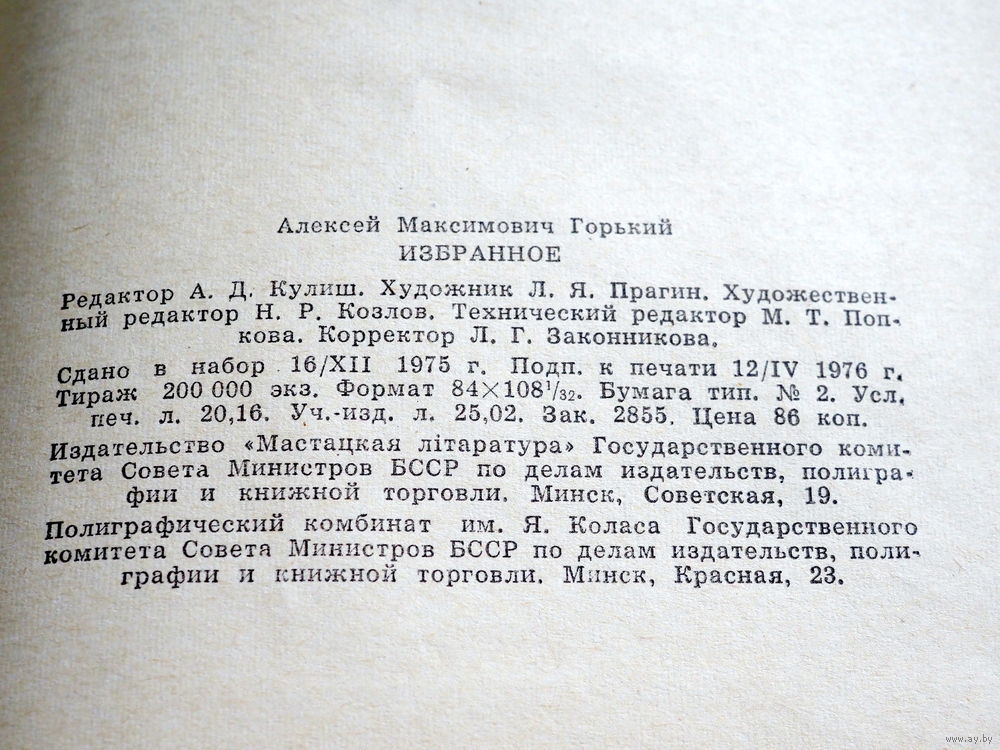 Алексей Максимович Горький
ИЗБРАННОЕ
Редактор А. Д. Кулиш. Художник Л. Я. Прагин. Художествен-
ный редактор Н. Р. Козлов. Технический редактор М. Т. Поп-
кова. Корректор Л. Г. Законникова.
Сдано в набор 16/XII 1975 г. Подп. к печати 12/IV 1976 г.
Тираж 200 000 экз. Формат 84×108¹/₃₂. Бумага тип. № 2. Усл.
печ. л. 20,16. Уч.-изд. л. 25,02. Зак. 2855. Цена 86 коп.
Издательство «Мастацкая літаратура» Государственного коми-
тета Совета Министров БССР по делам издательств, полигра-
фии и книжной торговли. Минск, Советская, 19.
Полиграфический комбинат им. Я. Коласа Государственного
комитета Совета Министров БССР по делам издательств, поли-
графии и книжной торговли. Минск, Красная, 23.
www.ay.by